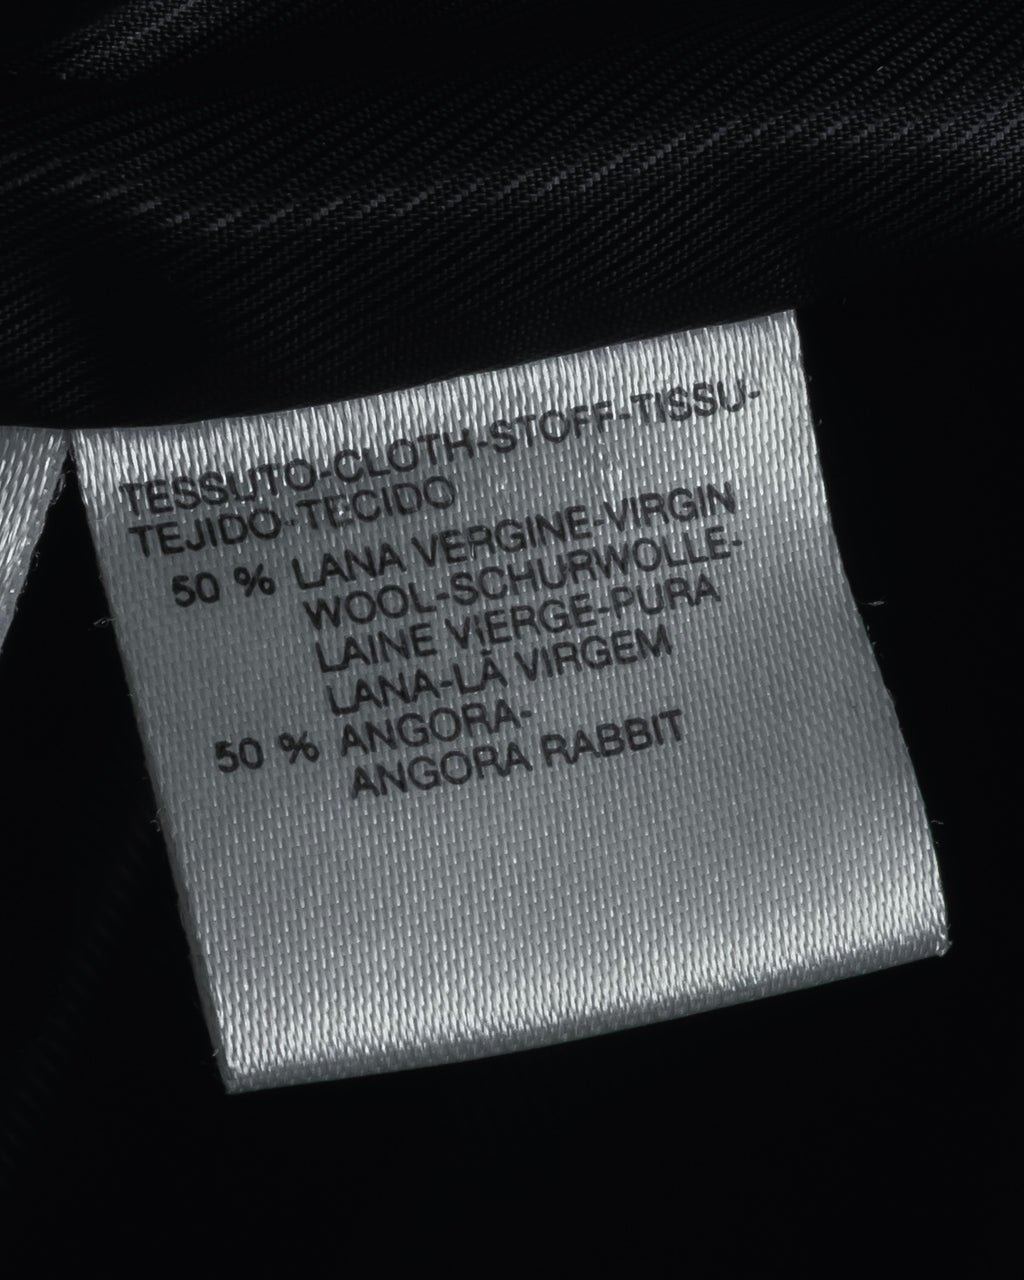 TESSUTO-CLOTH-STOFF-TISSU-
TEJIDO-TECIDO
50 % LANA VERGINE-VIRGIN
WOOL-SCHURWOLLE-
LAINE VIERGE-PURA
LANA-LÃ VIRGEM
50 % ANGORA-
ANGORA RABBIT